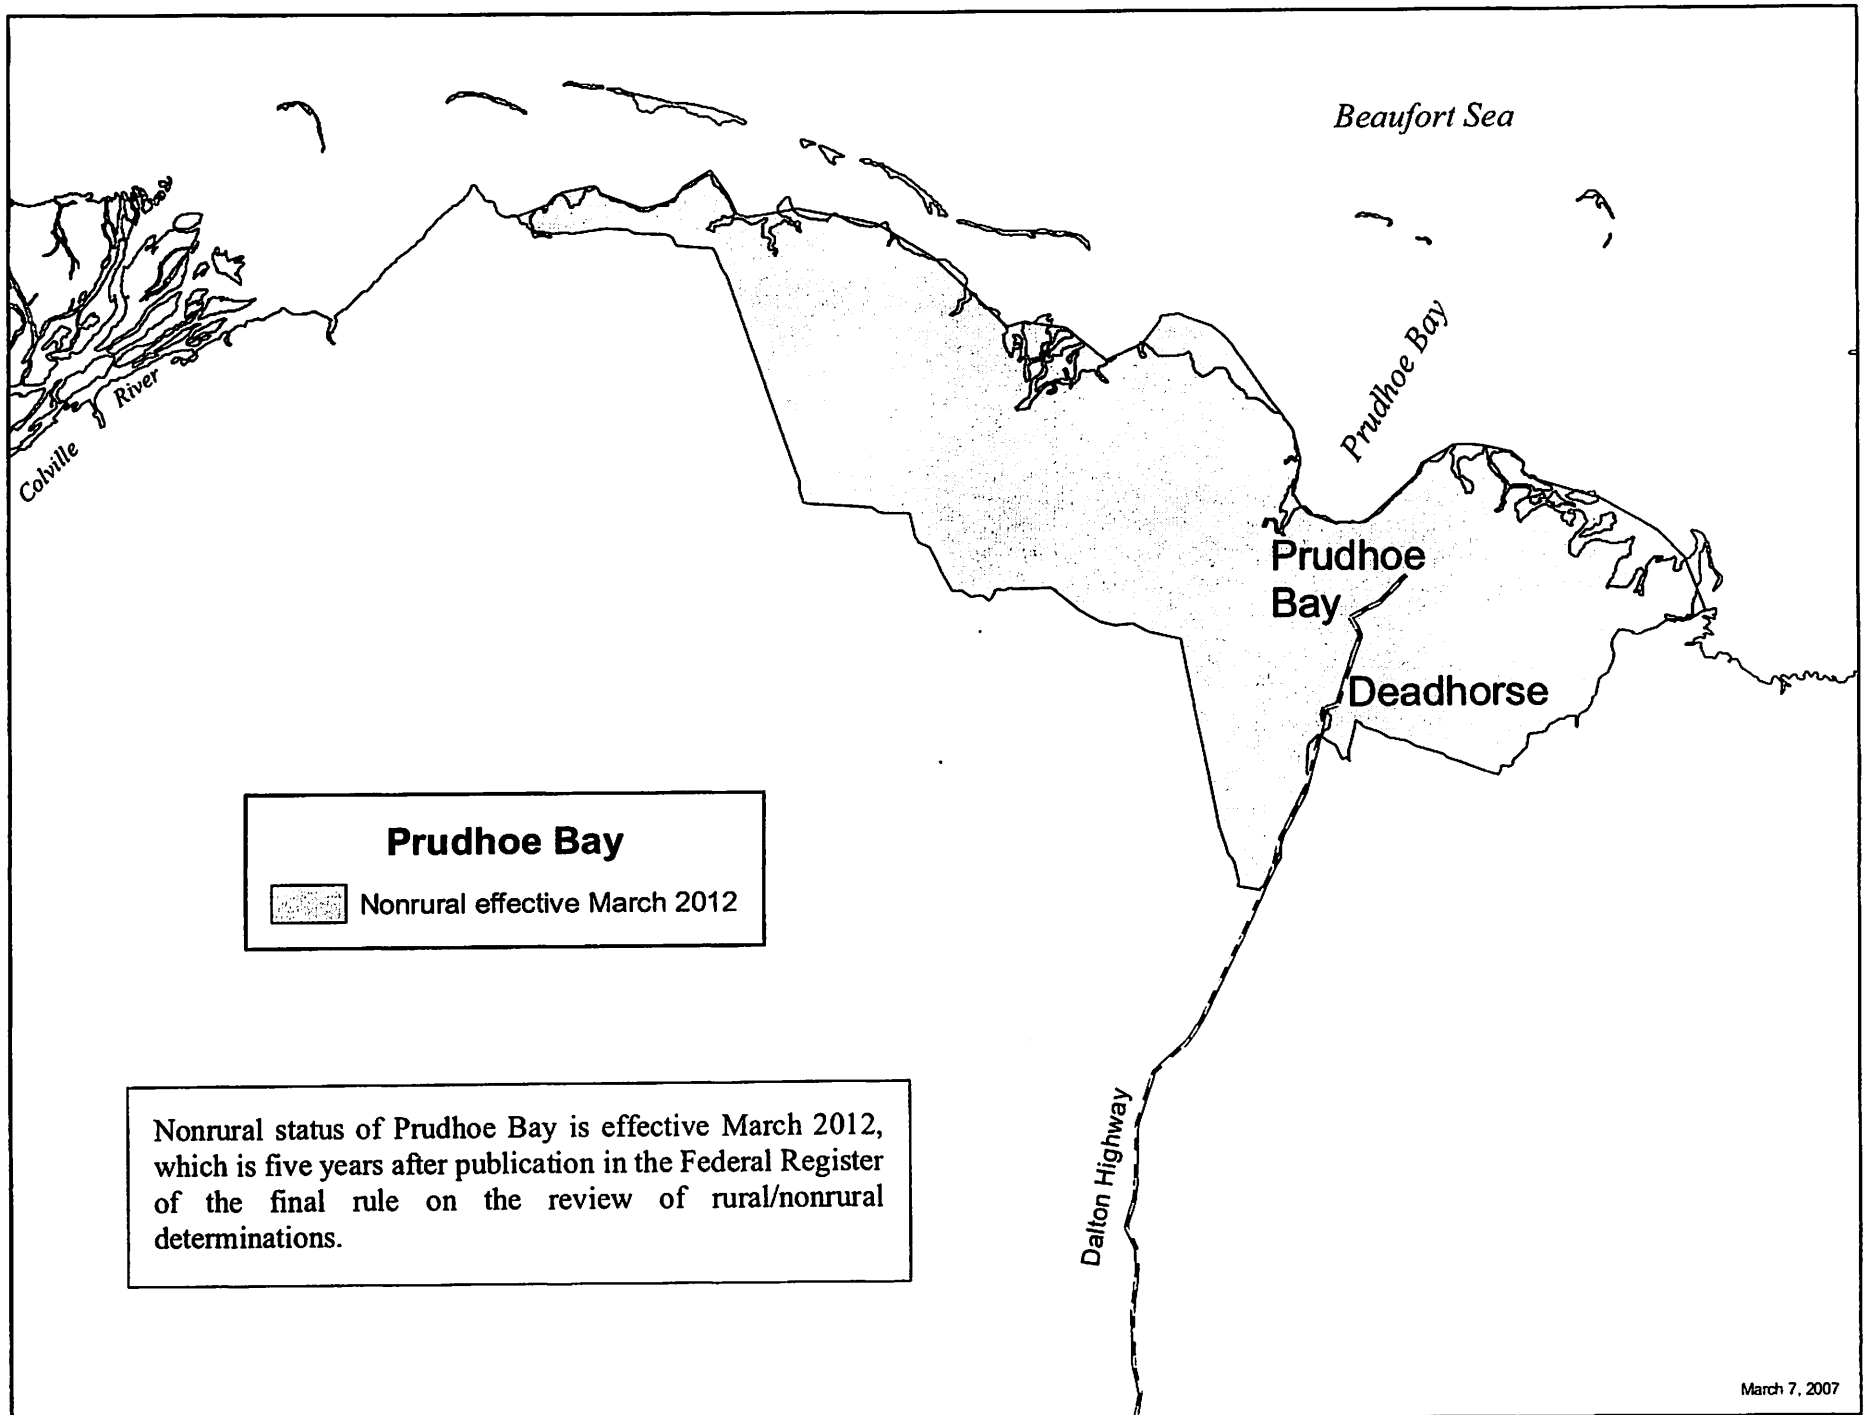 Beaufort Sea
Prudhoe Bay
River
Colville
Prudhoe
Bay
Deadhorse
Prudhoe Bay
Nonrural effective March 2012
Nonrural status of Prudhoe Bay is effective March 2012,
which is five years after publication in the Federal Register
of the final rule on the review of rural/nonrural
determinations.
Dalton Highway
March 7, 2007